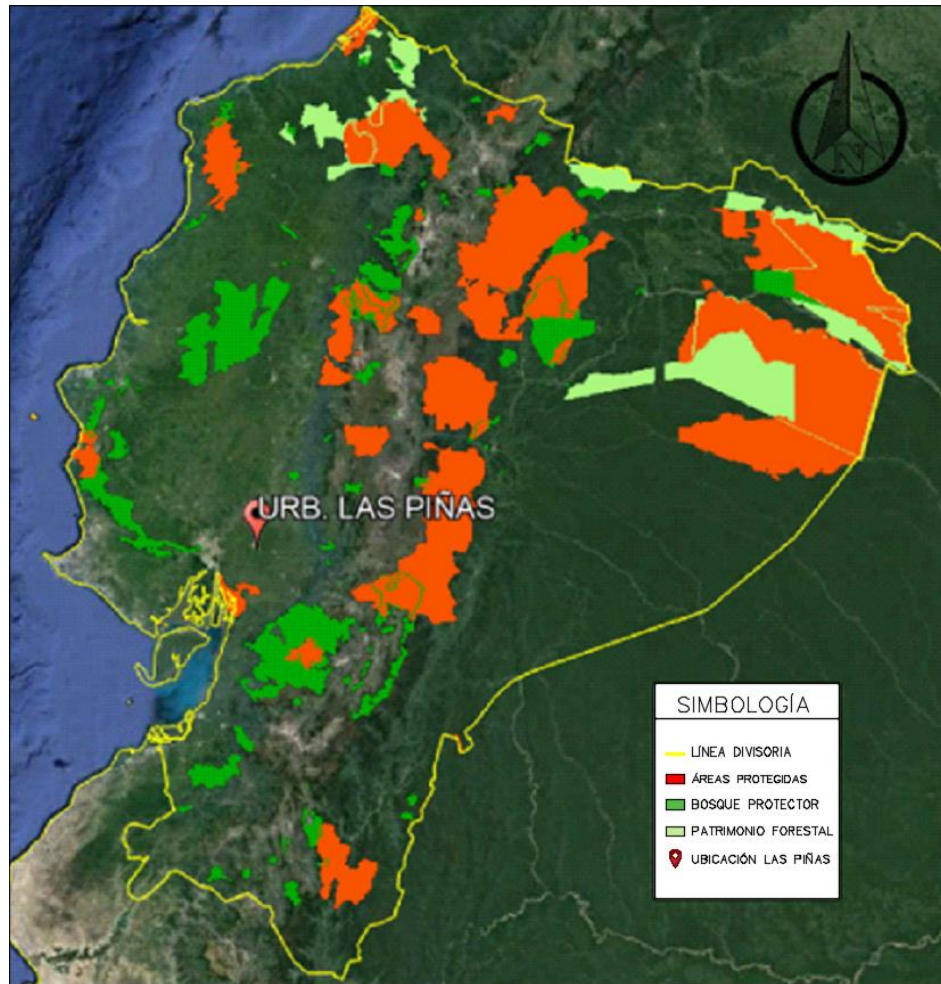 N
URB. LAS PIÑAS
SIMBOLOGÍA
LÍNEA DIVISORIA
ÁREAS PROTEGIDAS
BOSQUE PROTECTOR
PATRIMONIO FORESTAL
UBICACIÓN LAS PIÑAS